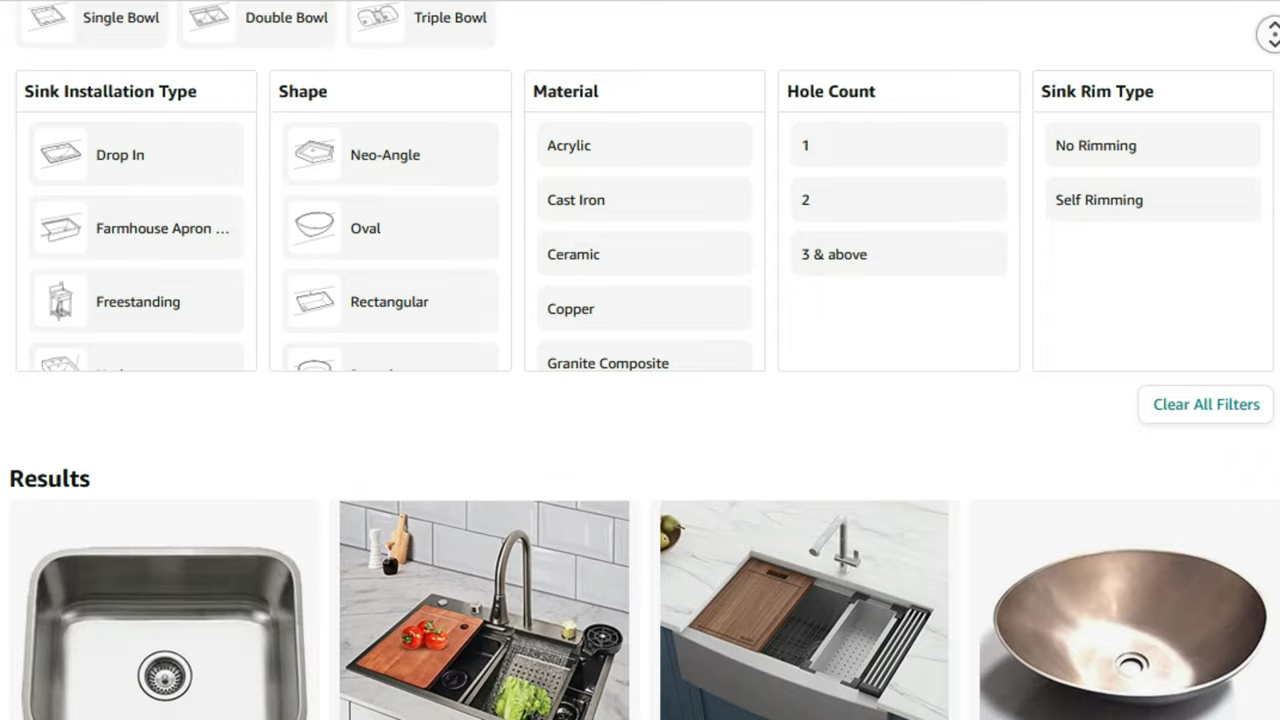 Single Bowl
Double Bowl
Triple Bowl
Sink Installation Type
Drop In
Farmhouse Apron ...
Freestanding
Shape
Neo-Angle
Oval
Rectangular
Material
Acrylic
Cast Iron
Ceramic
Copper
Granite Composite
Hole Count
1
2
3 & above
Sink Rim Type
No Rimming
Self Rimming
Clear All Filters
Results